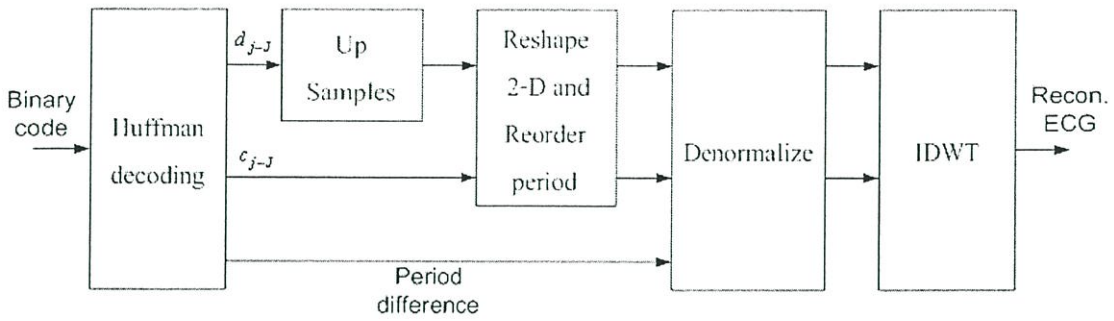 Binary
code
Huffman
decoding
d_{j-J}
c_{j-J}
Up
Samples
Reshape
2-D and
Reorder
period
Period
difference
Denormalize
IDWT
Recon.
ECG